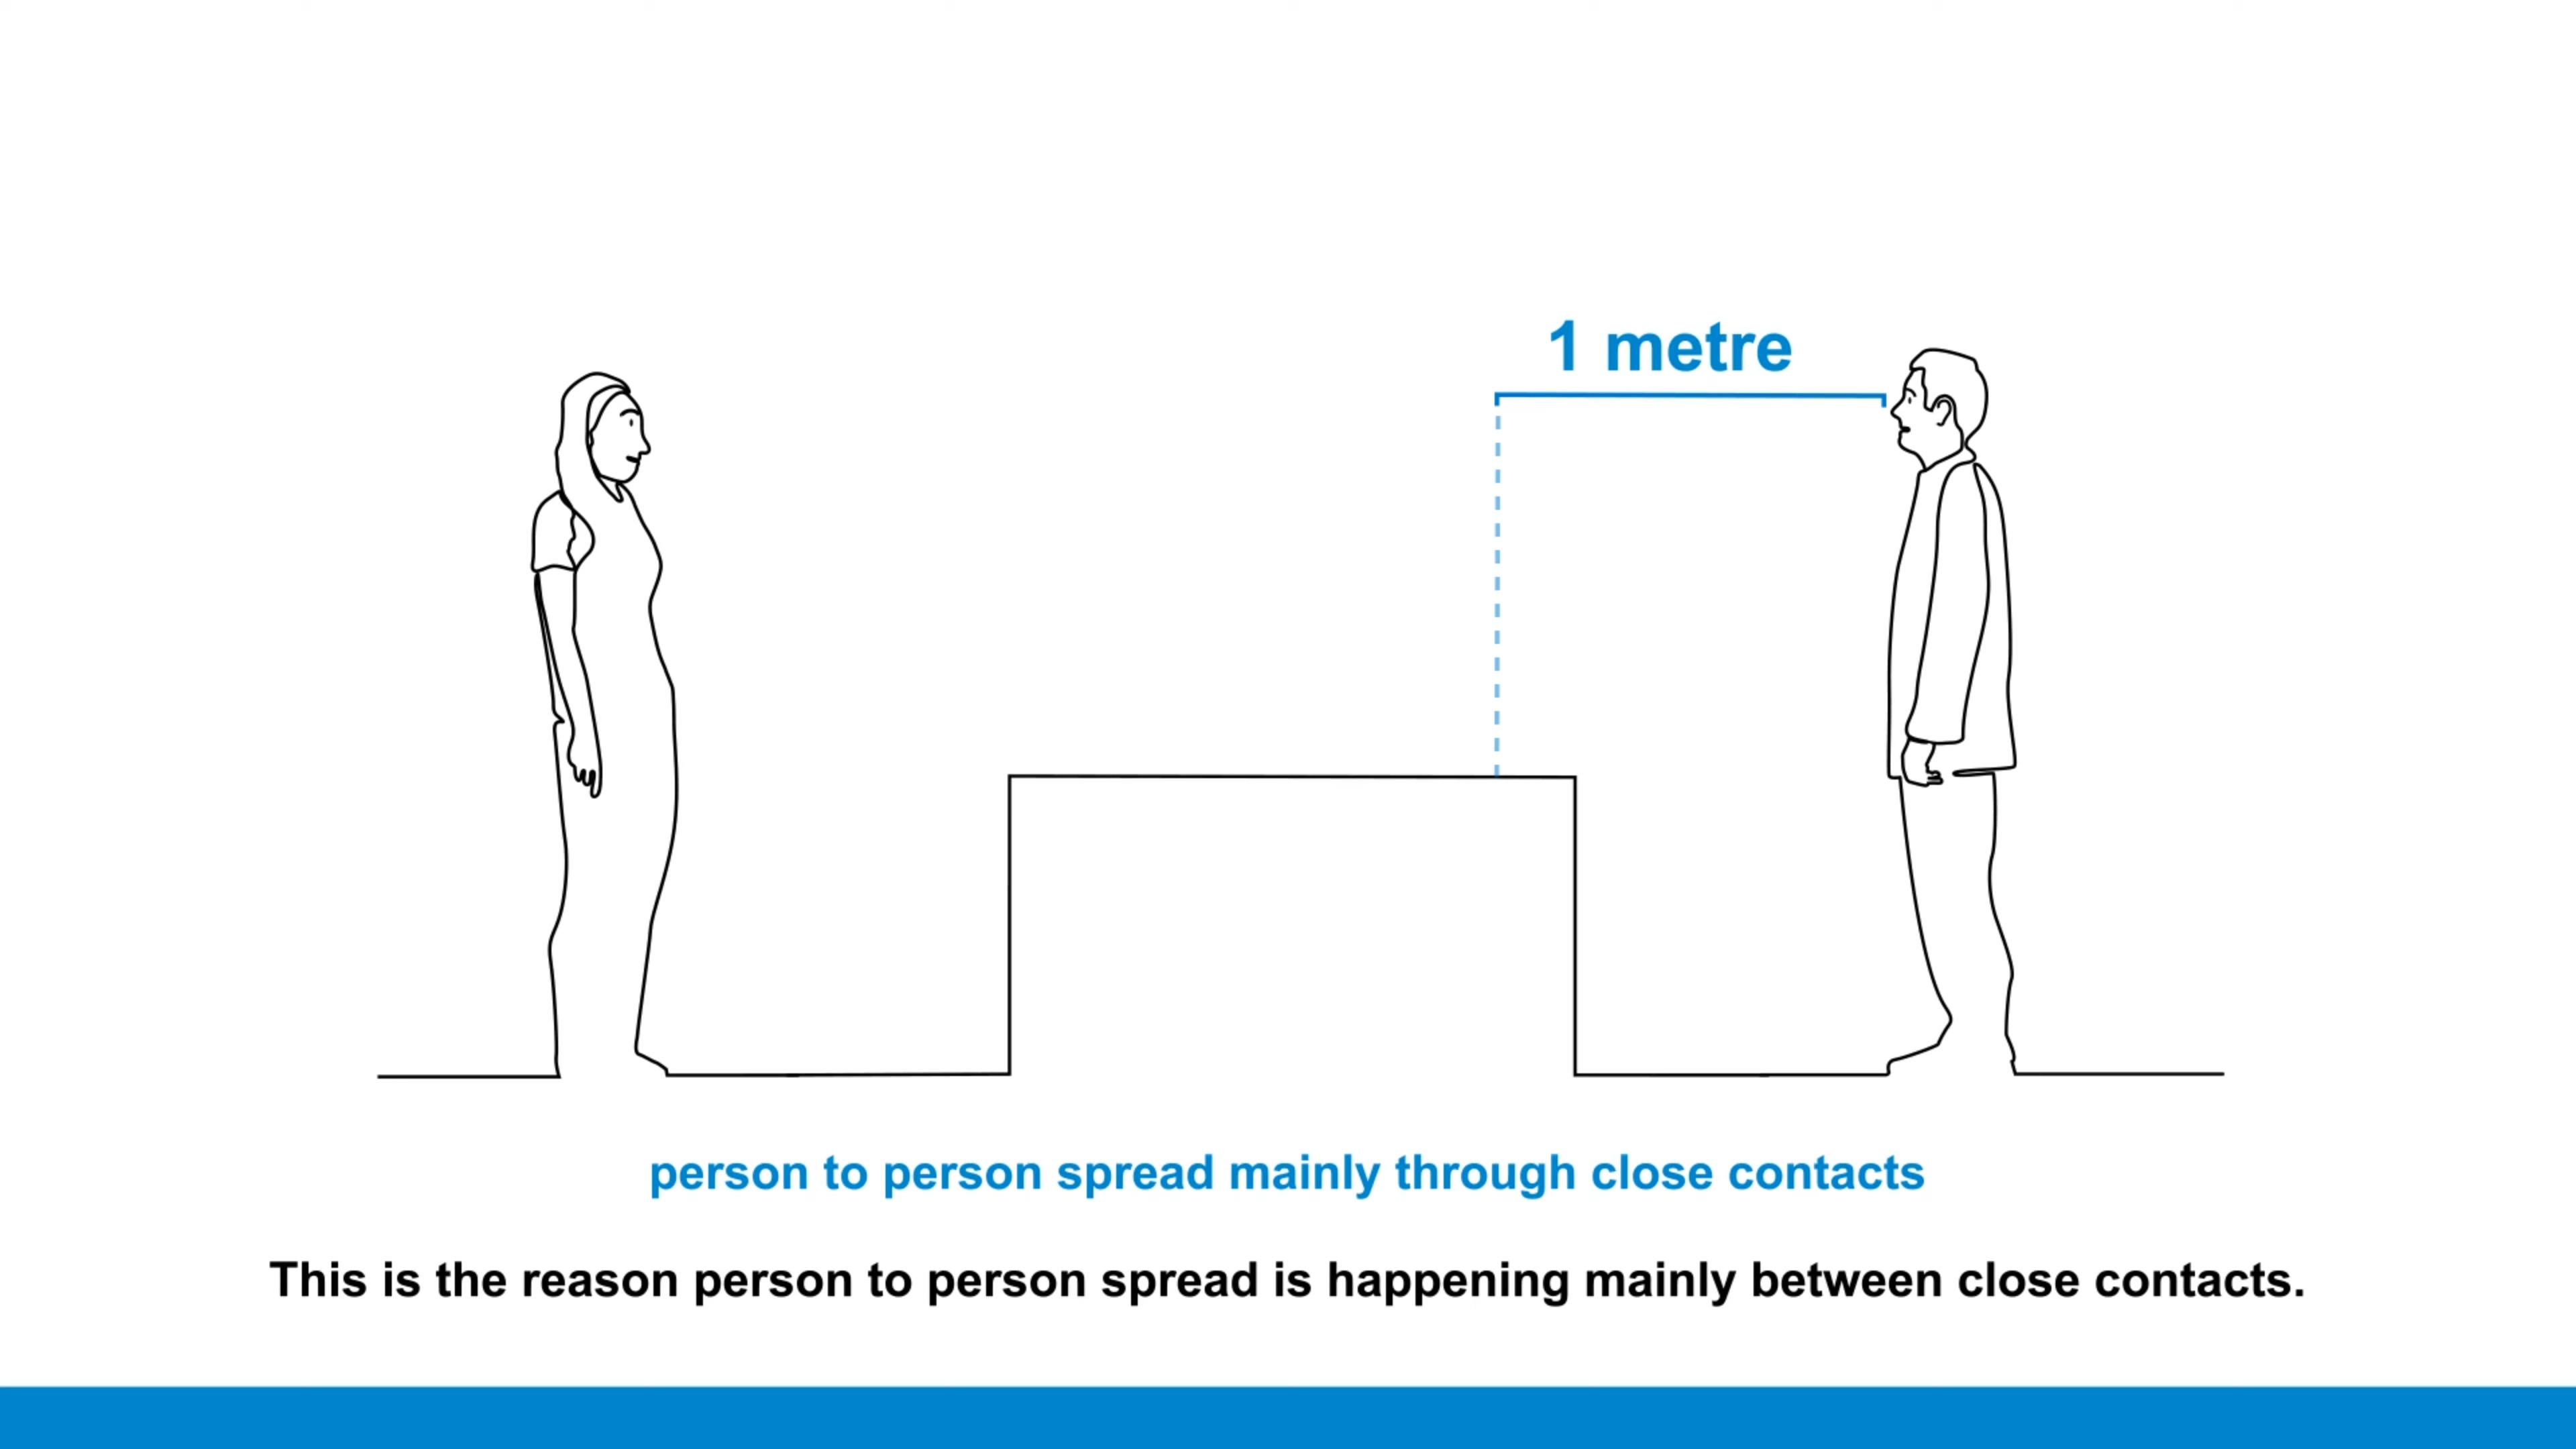 1 metre
person to person spread mainly through close contacts
This is the reason person to person spread is happening mainly between close contacts.